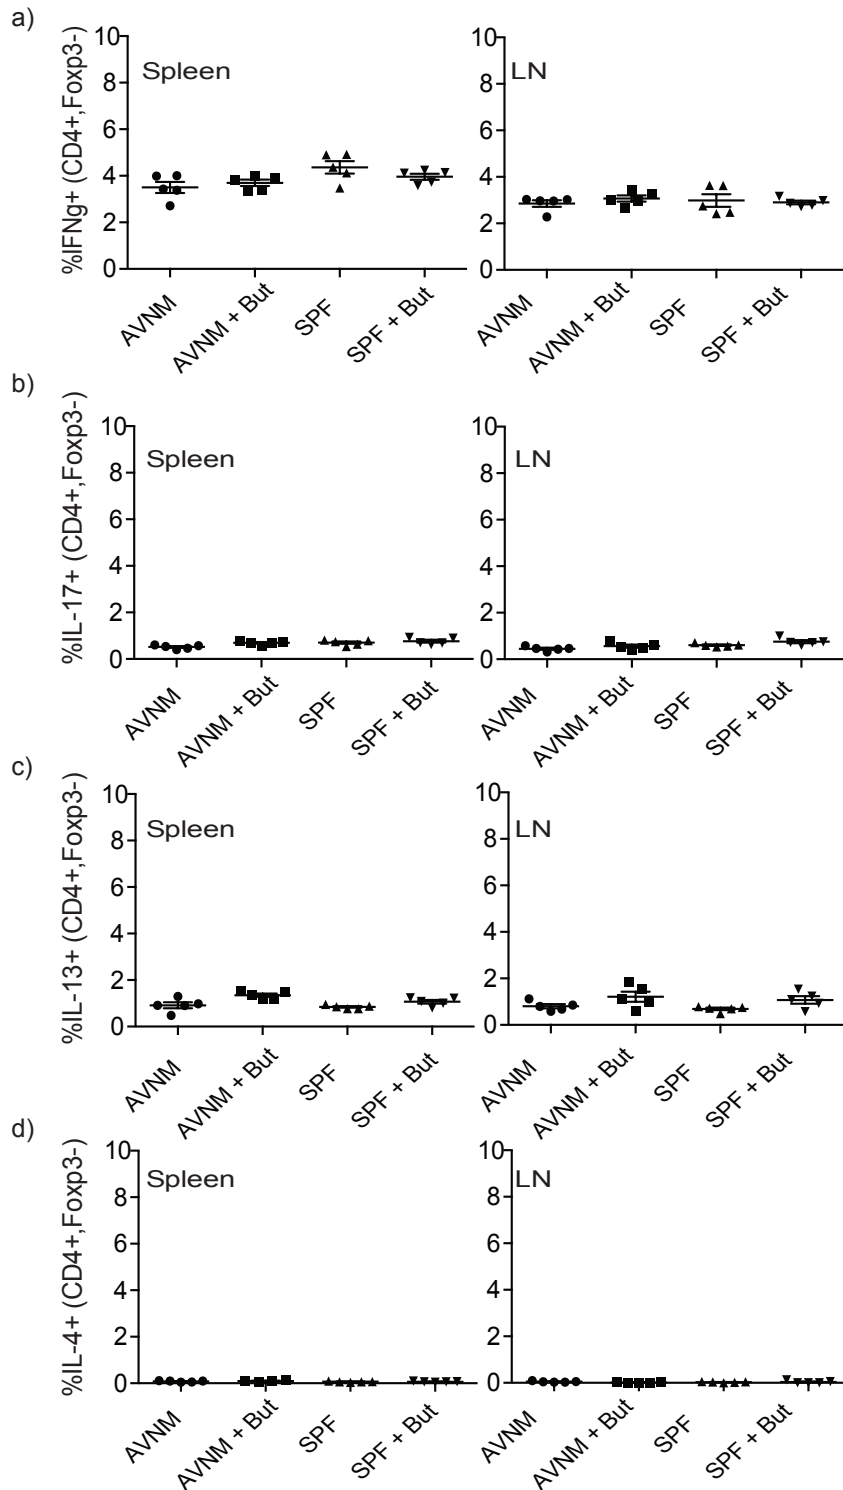 a)
%IFNg+ (CD4+,Foxp3-)
Spleen
10
8
6
4
2
0
AVNM
AVNM + But
SPF
SPF + But
LN
10
8
6
4
2
0
AVNM
AVNM + But
SPF
SPF + But
b)
%IL-17+ (CD4+,Foxp3-)
Spleen
10
8
6
4
2
0
AVNM
AVNM + But
SPF
SPF + But
LN
10
8
6
4
2
0
AVNM
AVNM + But
SPF
SPF + But
c)
%IL-13+ (CD4+,Foxp3-)
Spleen
10
8
6
4
2
0
AVNM
AVNM + But
SPF
SPF + But
LN
10
8
6
4
2
0
AVNM
AVNM + But
SPF
SPF + But
d)
%IL-4+ (CD4+,Foxp3-)
Spleen
10
8
6
4
2
0
AVNM
AVNM + But
SPF
SPF + But
LN
10
8
6
4
2
0
AVNM
AVNM + But
SPF
SPF + But